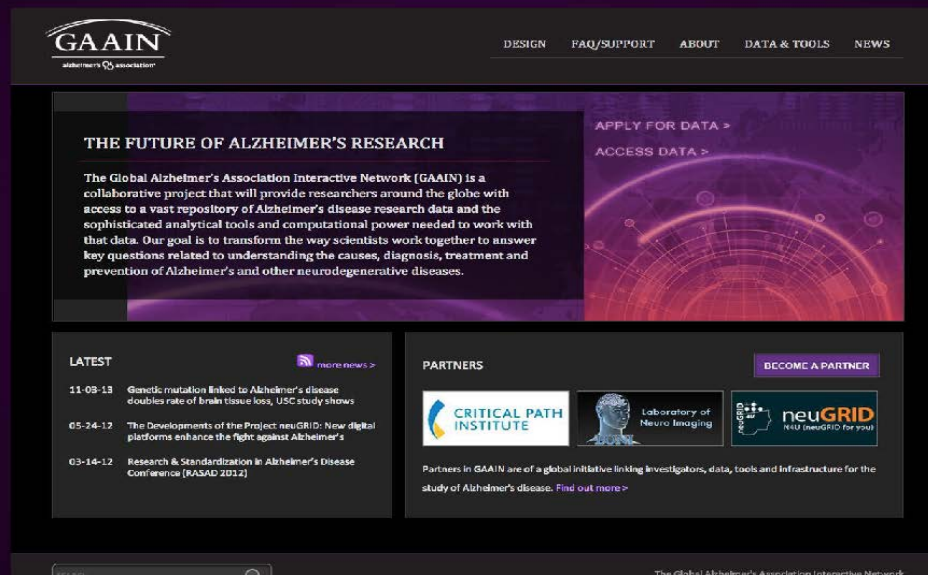 GAAIN
alzheimer's association®
DESIGN FAQ/SUPPORT ABOUT DATA & TOOLS NEWS
THE FUTURE OF ALZHEIMER'S RESEARCH
The Global Alzheimer's Association Interactive Network (GAAIN) is a
collaborative project that will provide researchers around the globe with
access to a vast repository of Alzheimer's disease research data and the
sophisticated analytical tools and computational power needed to work with
that data. Our goal is to transform the way scientists work together to answer
key questions related to understanding the causes, diagnosis, treatment and
prevention of Alzheimer's and other neurodegenerative diseases.
APPLY FOR DATA >
ACCESS DATA >
LATEST
more news >
11-03-13 Genetic mutation linked to Alzheimer's disease
doubles rate of brain tissue loss, USC study shows
05-24-12 The Developments of the Project neuGRID: New digital
platforms enhance the fight against Alzheimer's
03-14-12 Research & Standardization in Alzheimer's Disease
Conference (RASAD 2012)
PARTNERS
BECOME A PARTNER
CRITICAL PATH
INSTITUTE
Laboratory of
Neuro Imaging
LONI
neuGRID
neuGRID
N4U (neuGRID for you)
Partners in GAAIN are of a global initiative linking investigators, data, tools and infrastructure for the
study of Alzheimer's disease. Find out more >
The Global Alzheimer's Association Interactive Network